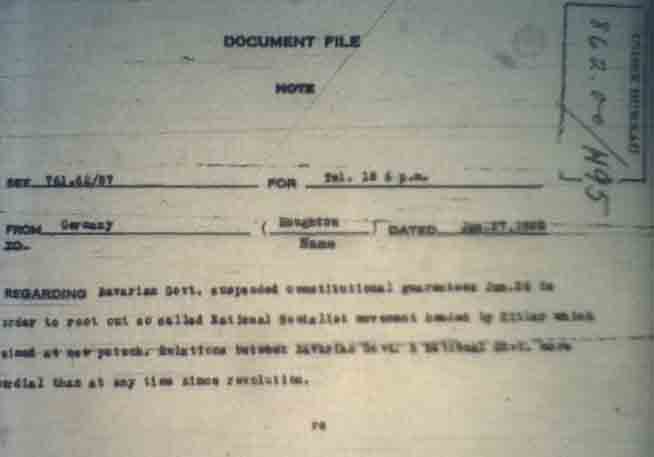 DOCUMENT FILE
NOTE
INDEX BUREAU
862.00/1195
SEE 761.62/87 FOR Tel. 18 6 p.m.
FROM Germany ( Houghton ) DATED Jan.27,
TO. Name
REGARDING Bavarian Govt. suspended constitutional guarantees Jan.26 in
order to root out so called National Socialist movement headed by Hitler which
aimed at new putsch. Relations between Bavarian Govt. & National Govt. more
cordial than at any time since revolution.